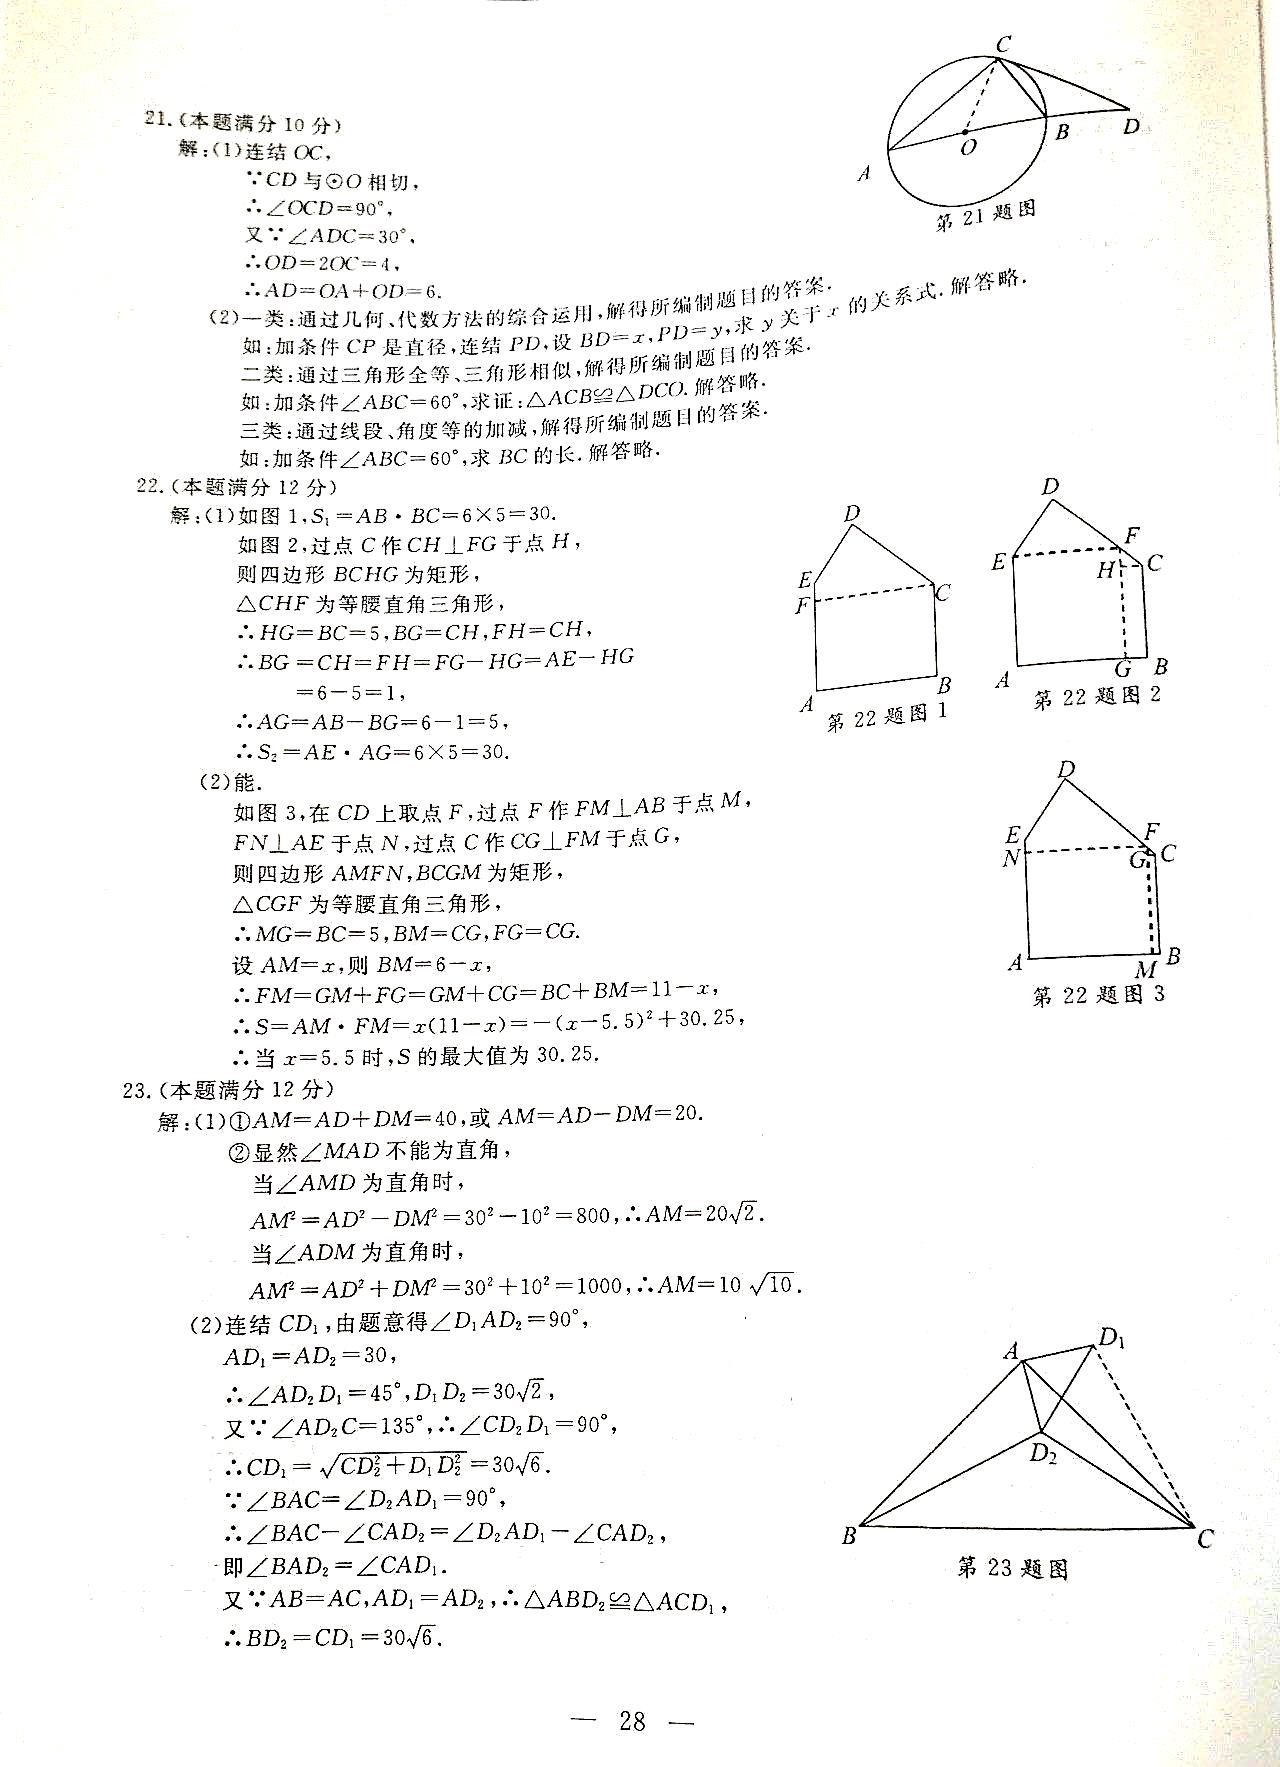 21.(本题满分 10 分)
解:(1)连结 OC,
∵CD 与⊙O 相切,
∴∠OCD=90°,
又∵∠ADC=30°,
∴OD=2OC=4,
∴AD=OA+OD=6.
(2)一类:通过几何、代数方法的综合运用,解得所编制题目的答案.
如:加条件 CP 是直径,连结 PD,设 BD=x,PD=y,求 y 关于 x 的关系式.解答略.
二类:通过三角形全等、三角形相似,解得所编制题目的答案.
如:加条件∠ABC=60°,求证:△ACB≌△DCO.解答略.
三类:通过线段、角度等的加减,解得所编制题目的答案.
如:加条件∠ABC=60°,求 BC 的长.解答略.
C
A
O
B
D
第 21 题图
22.(本题满分 12 分)
解:(1)如图 1,S₁=AB·BC=6×5=30.
如图 2,过点 C 作 CH⊥FG 于点 H,
则四边形 BCHG 为矩形,
△CHF 为等腰直角三角形,
∴HG=BC=5,BG=CH,FH=CH,
∴BG=CH=FH=FG-HG=AE-HG
=6-5=1,
∴AG=AB-BG=6-1=5,
∴S₂=AE·AG=6×5=30.
D
E
F
C
A
B
第 22 题图 1
D
F
E
H
C
A
G
B
第 22 题图 2
(2)能.
如图 3,在 CD 上取点 F,过点 F 作 FM⊥AB 于点 M,
FN⊥AE 于点 N,过点 C 作 CG⊥FM 于点 G,
则四边形 AMFN,BCGM 为矩形,
△CGF 为等腰直角三角形,
∴MG=BC=5,BM=CG,FG=CG.
设 AM=x,则 BM=6-x,
∴FM=GM+FG=GM+CG=BC+BM=11-x,
∴S=AM·FM=x(11-x)=-(x-5.5)²+30.25,
∴当 x=5.5 时,S 的最大值为 30.25.
D
E
F
N
G
C
A
M
B
第 22 题图 3
23.(本题满分 12 分)
解:(1)①AM=AD+DM=40,或 AM=AD-DM=20.
②显然∠MAD 不能为直角,
当∠AMD 为直角时,
AM²=AD²-DM²=30²-10²=800,∴AM=20√2.
当∠ADM 为直角时,
AM²=AD²+DM²=30²+10²=1000,∴AM=10√10.
(2)连结 CD₁,由题意得∠D₁AD₂=90°,
AD₁=AD₂=30,
∴∠AD₂D₁=45°,D₁D₂=30√2,
又∵∠AD₂C=135°,∴∠CD₂D₁=90°,
∴CD₁=√(CD₂²+D₁D₂²)=30√6.
∵∠BAC=∠D₂AD₁=90°,
∴∠BAC-∠CAD₂=∠D₂AD₁-∠CAD₂,
即∠BAD₂=∠CAD₁.
又∵AB=AC,AD₁=AD₂,∴△ABD₂≌△ACD₁,
∴BD₂=CD₁=30√6.
A
D₁
D₂
B
C
第 23 题图
— 28 —